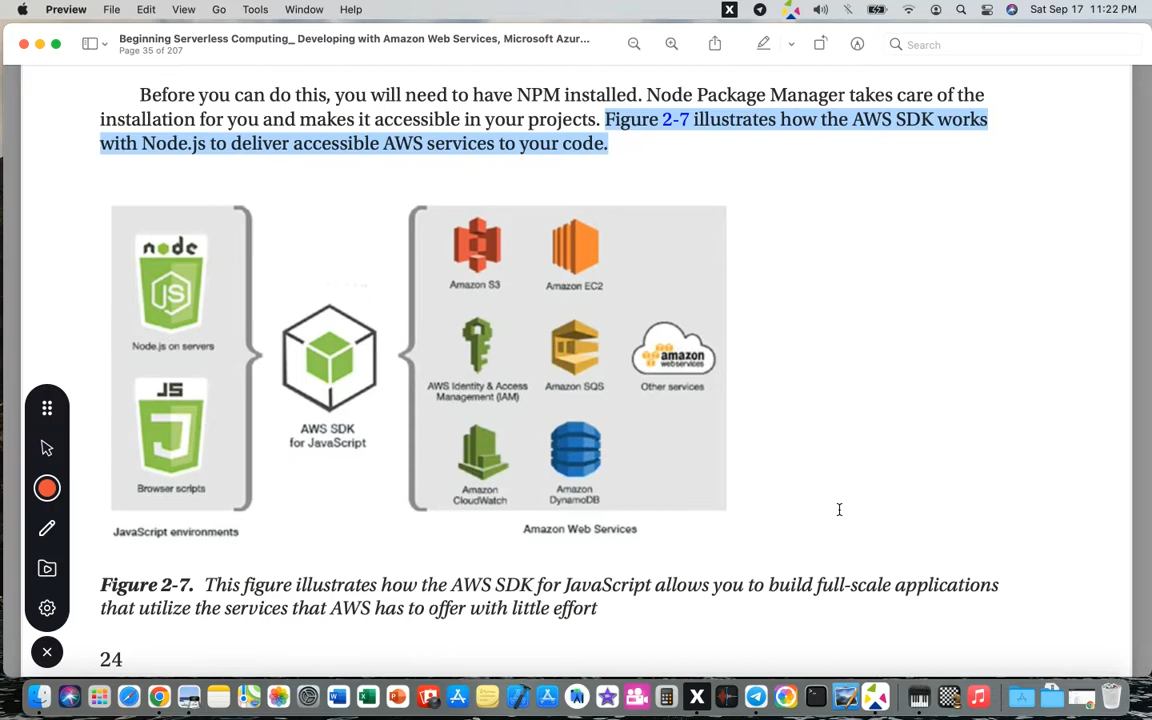 Preview File Edit View Go Tools Window Help X Sat Sep 17 11:22 PM
Beginning Serverless Computing_ Developing with Amazon Web Services, Microsoft Azur...
Page 35 of 207
Search
Before you can do this, you will need to have NPM installed. Node Package Manager takes care of the
installation for you and makes it accessible in your projects. Figure 2-7 illustrates how the AWS SDK works
with Node.js to deliver accessible AWS services to your code.
node
JS
Node.js on servers
JS
Browser scripts
JavaScript environments
AWS SDK
for JavaScript
Amazon S3
Amazon EC2
AWS Identity & Access
Management (IAM)
Amazon SQS
amazon
webservices
Other services
Amazon
CloudWatch
Amazon
DynamoDB
Amazon Web Services
Figure 2-7. This figure illustrates how the AWS SDK for JavaScript allows you to build full-scale applications
that utilize the services that AWS has to offer with little effort
24